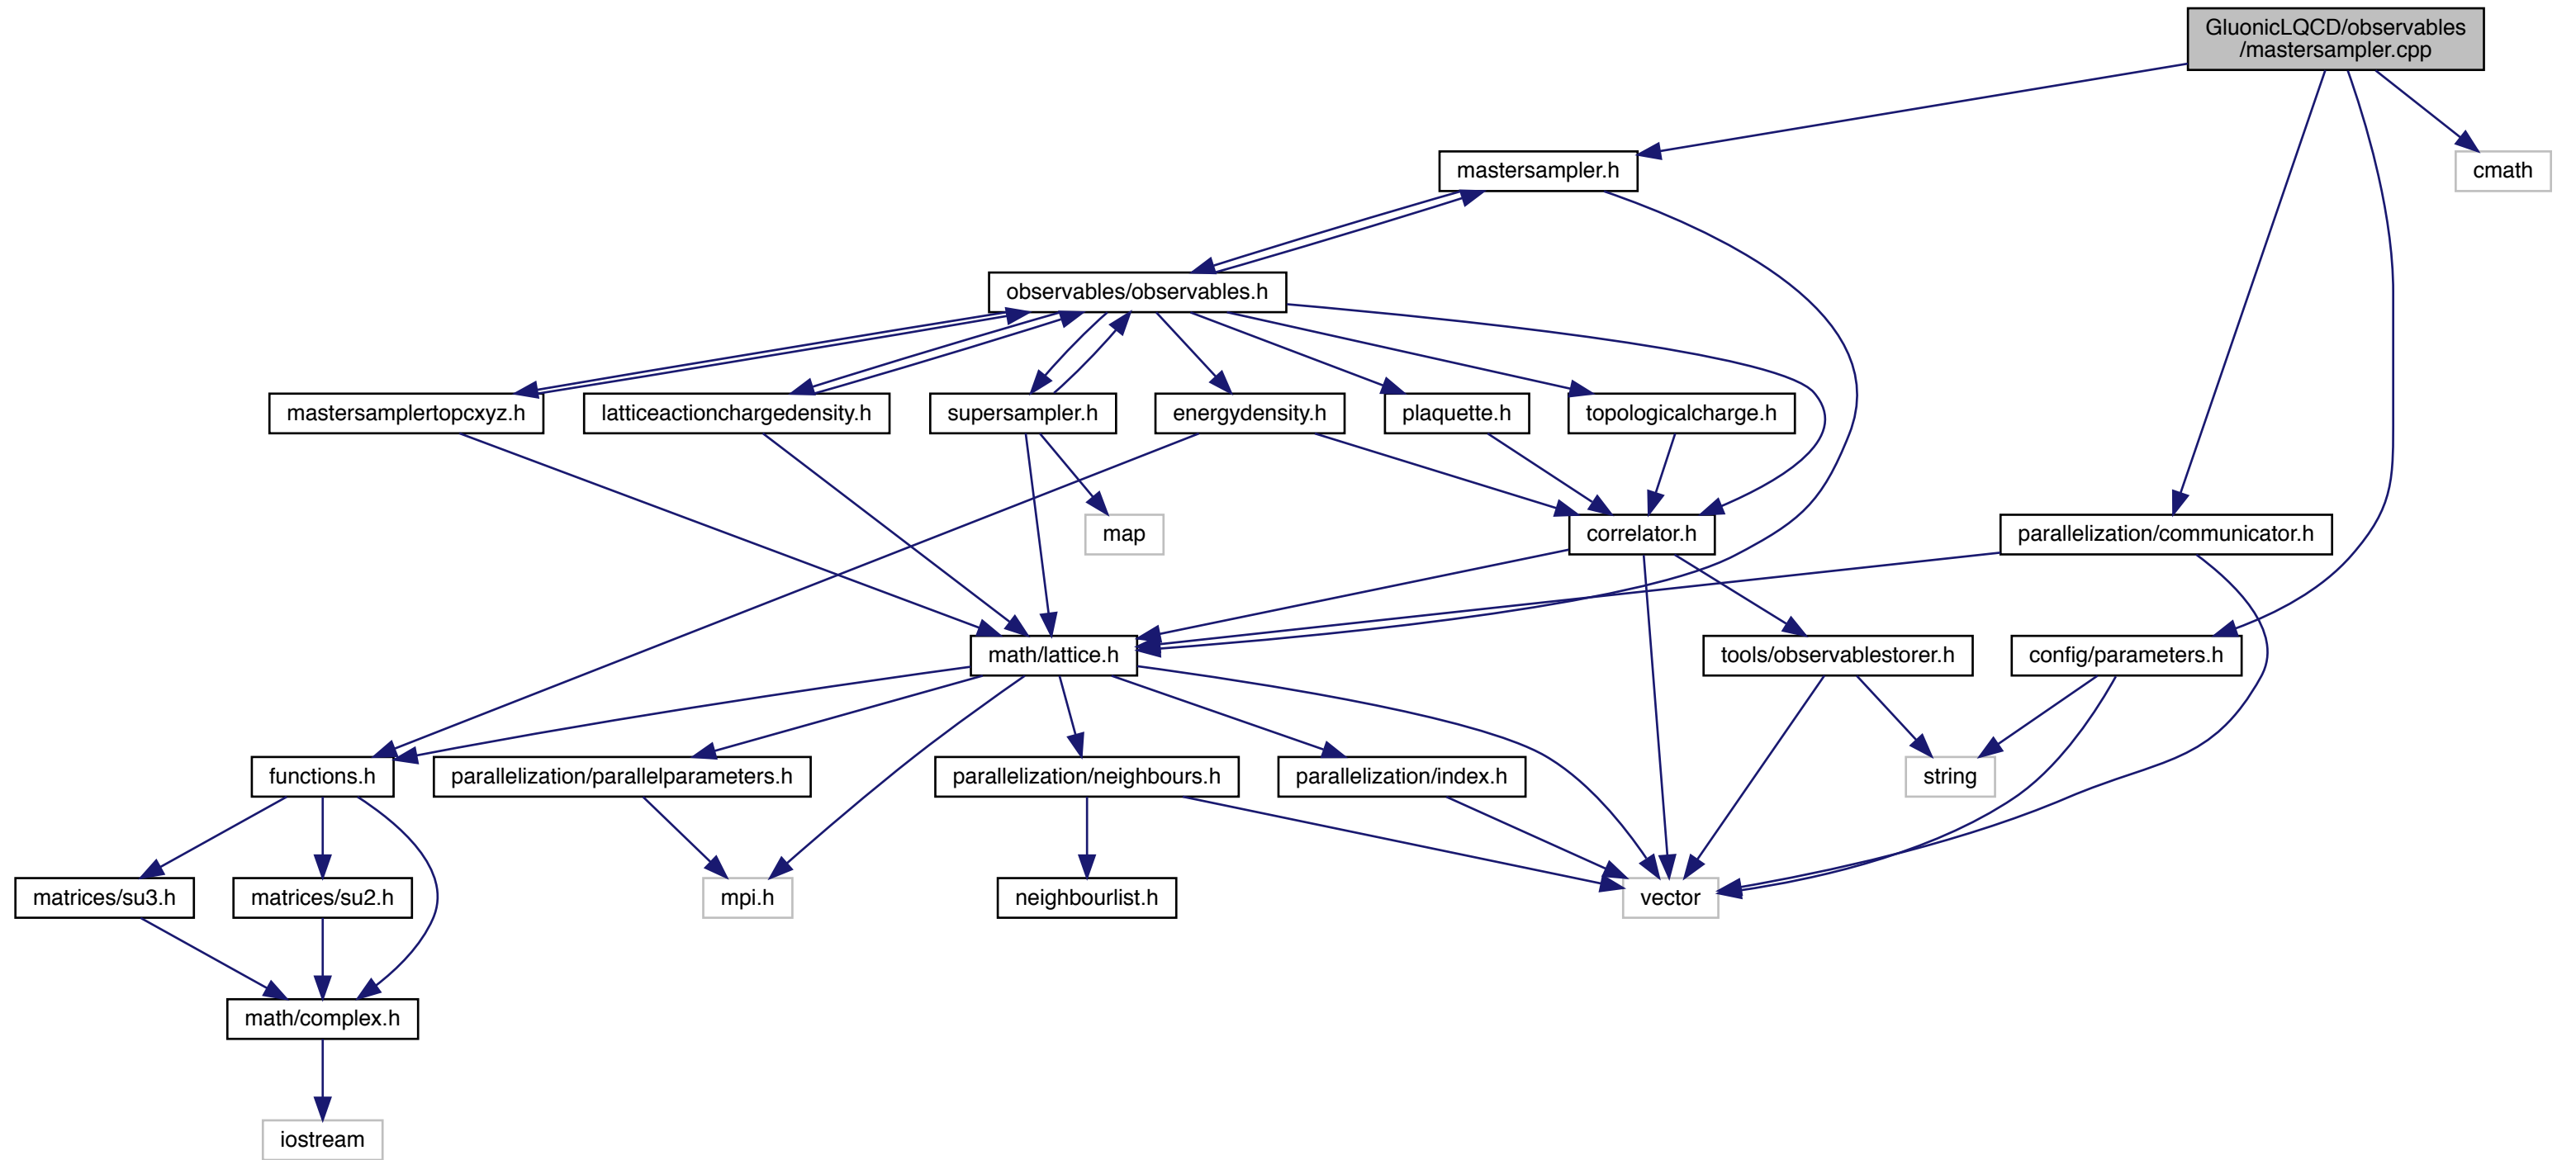 GluonicLQCD/observables
/mastersampler.cpp
mastersampler.h
cmath
observables/observables.h
mastersamplertopcxyz.h
latticeactionchargedensity.h
supersampler.h
energydensity.h
plaquette.h
topologicalcharge.h
map
correlator.h
parallelization/communicator.h
math/lattice.h
tools/observablestorer.h
config/parameters.h
functions.h
parallelization/parallelparameters.h
parallelization/neighbours.h
parallelization/index.h
string
matrices/su3.h
matrices/su2.h
mpi.h
neighbourlist.h
vector
math/complex.h
iostream